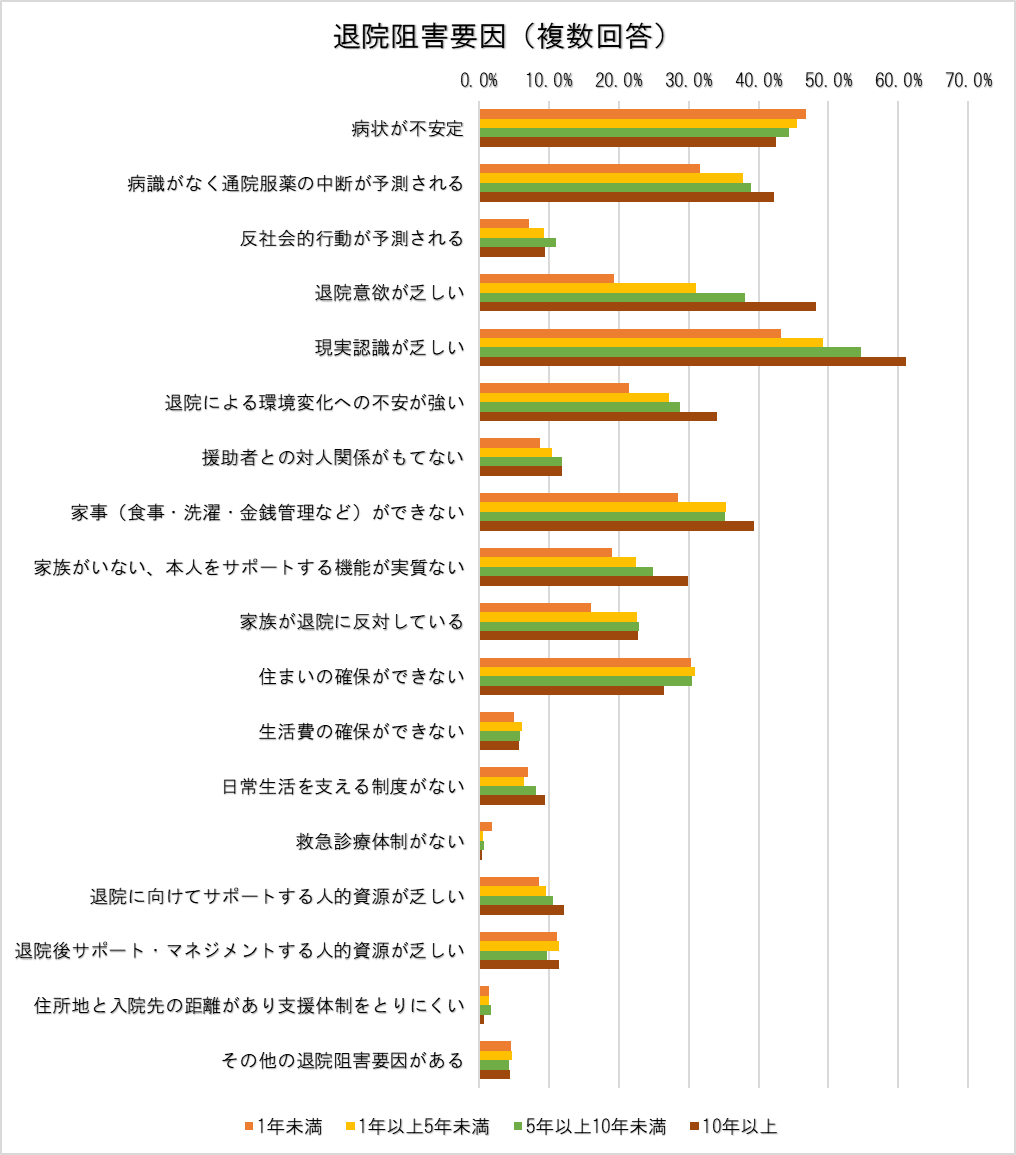 退院阻害要因（複数回答）
0.0% 10.0% 20.0% 30.0% 40.0% 50.0% 60.0% 70.0%
病状が不安定
病識がなく通院服薬の中断が予測される
反社会的行動が予測される
退院意欲が乏しい
現実認識が乏しい
退院による環境変化への不安が強い
援助者との対人関係がもてない
家事（食事・洗濯・金銭管理など）ができない
家族がいない、本人をサポートする機能が実質ない
家族が退院に反対している
住まいの確保ができない
生活費の確保ができない
日常生活を支える制度がない
救急診療体制がない
退院に向けてサポートする人的資源が乏しい
退院後サポート・マネジメントする人的資源が乏しい
住所地と入院先の距離があり支援体制をとりにくい
その他の退院阻害要因がある
1年未満 1年以上5年未満 5年以上10年未満 10年以上